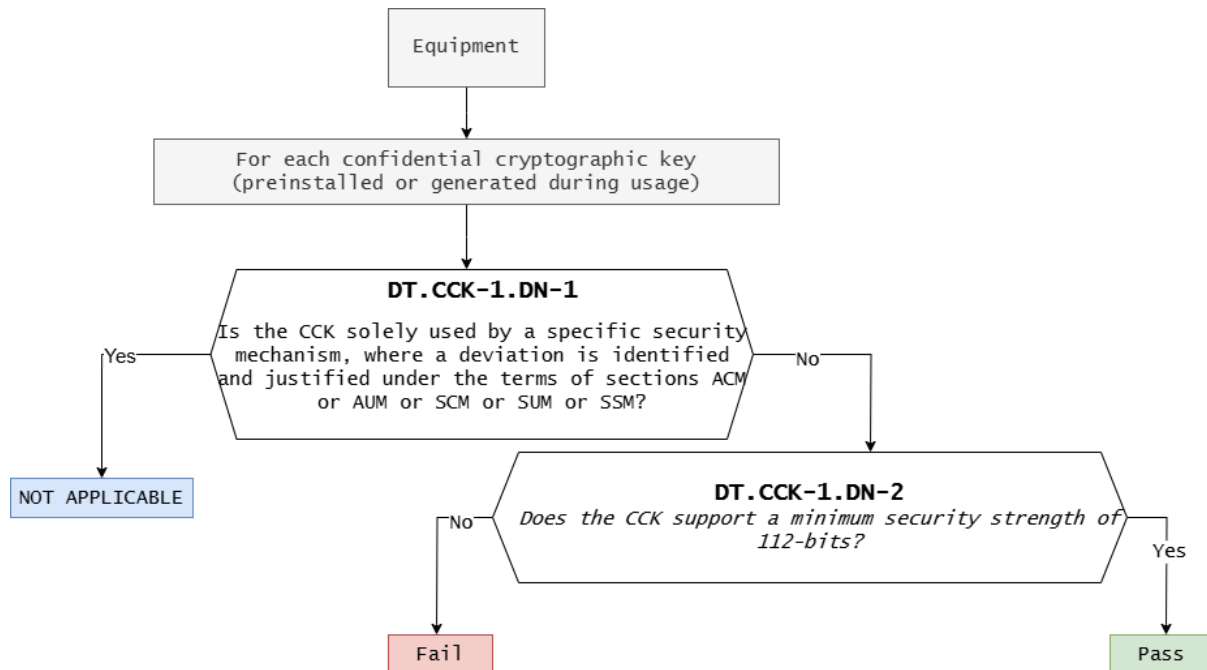 Equipment
For each confidential cryptographic key
(preinstalled or generated during usage)
DT.CCK-1.DN-1
Is the CCK solely used by a specific security
mechanism, where a deviation is identified
and justified under the terms of sections ACM
or AUM or SCM or SUM or SSM?
Yes
No
NOT APPLICABLE
DT.CCK-1.DN-2
Does the CCK support a minimum security strength of
112-bits?
No
Yes
Fail
Pass